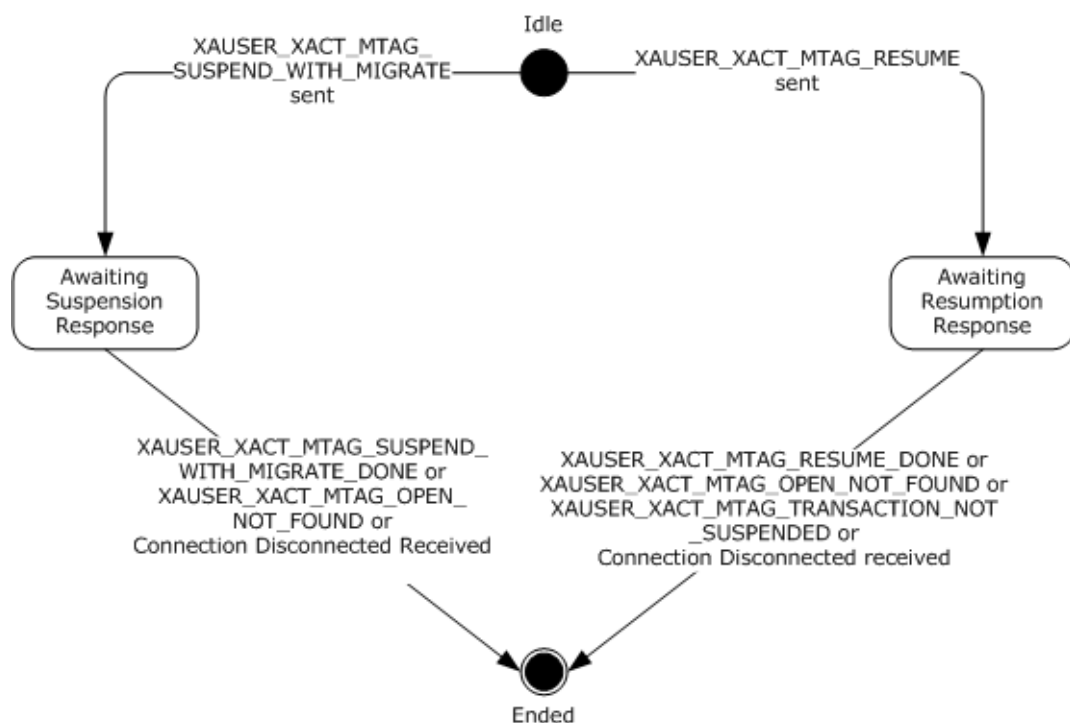 Idle
XAUSER_XACT_MTAG_
SUSPEND_WITH_MIGRATE
sent
XAUSER_XACT_MTAG_RESUME
sent
Awaiting
Suspension
Response
Awaiting
Resumption
Response
XAUSER_XACT_MTAG_SUSPEND_
WITH_MIGRATE_DONE or
XAUSER_XACT_MTAG_OPEN_
NOT_FOUND or
Connection Disconnected Received
XAUSER_XACT_MTAG_RESUME_DONE or
XAUSER_XACT_MTAG_OPEN_NOT_FOUND or
XAUSER_XACT_MTAG_TRANSACTION_NOT
_SUSPENDED or
Connection Disconnected received
Ended